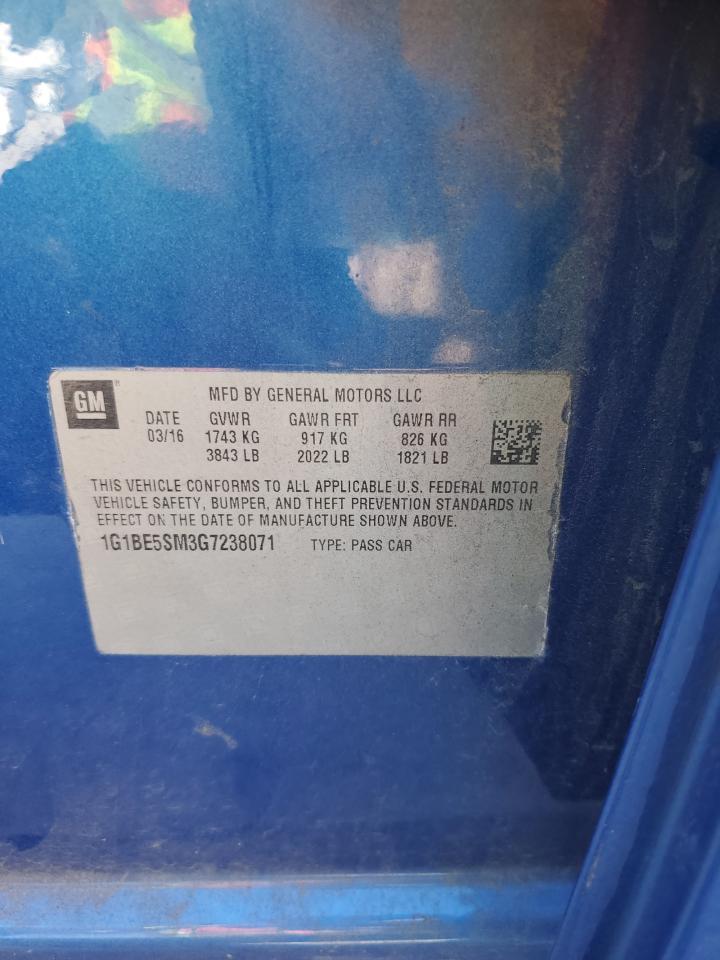 GM ®
MFD BY GENERAL MOTORS LLC
DATE GVWR GAWR FRT GAWR RR
03/16 1743 KG 917 KG 826 KG
3843 LB 2022 LB 1821 LB
THIS VEHICLE CONFORMS TO ALL APPLICABLE U.S. FEDERAL MOTOR
VEHICLE SAFETY, BUMPER, AND THEFT PREVENTION STANDARDS IN
EFFECT ON THE DATE OF MANUFACTURE SHOWN ABOVE.
1G1BE5SM3G7238071 TYPE: PASS CAR